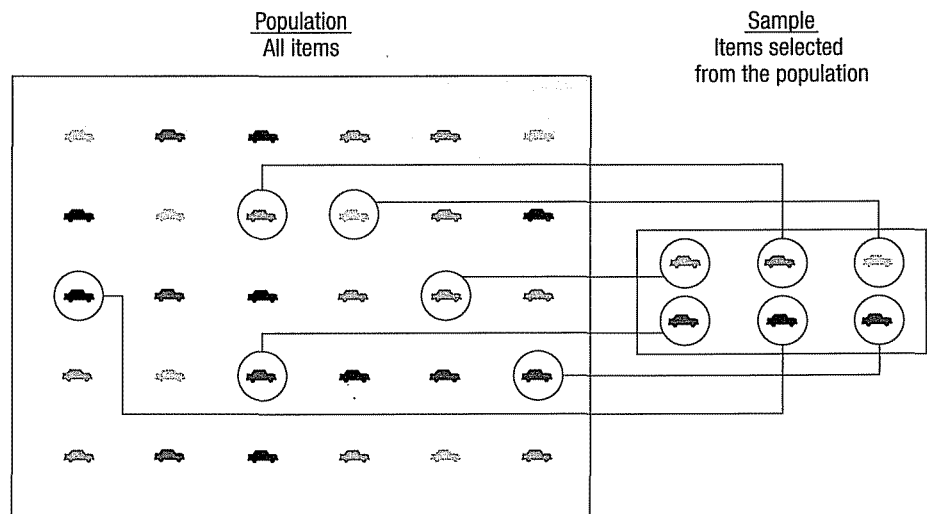 Population
All items
Sample
Items selected
from the population